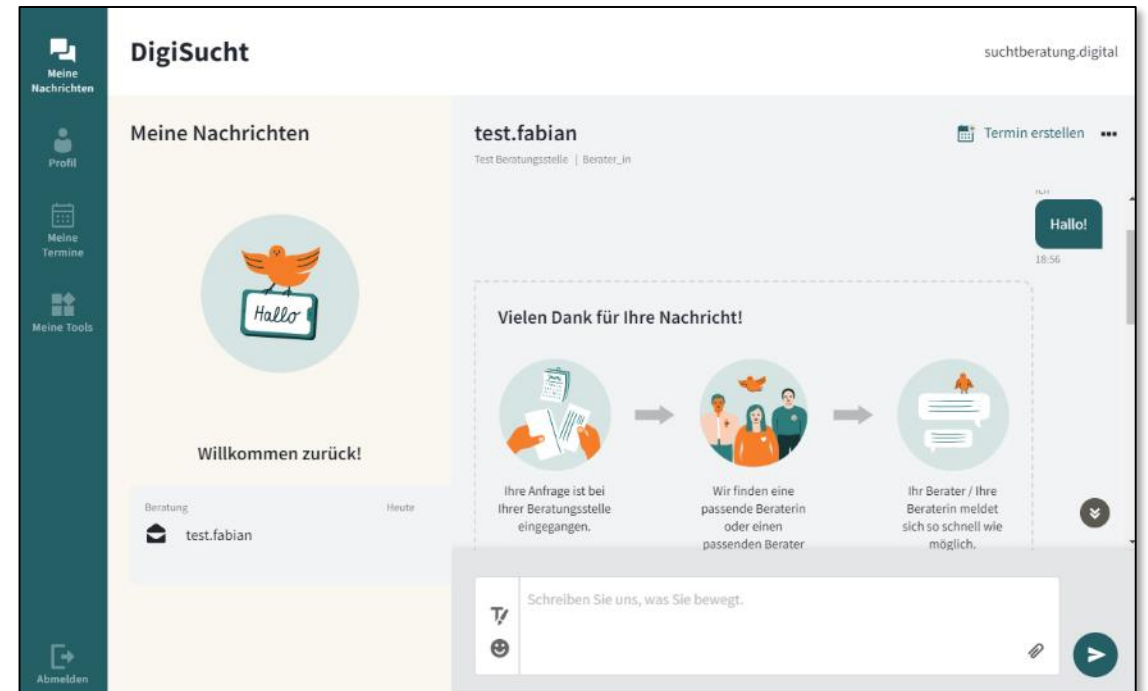 Meine
Nachrichten
Profil
Meine
Termine
Meine Tools
Abmelden
DigiSucht
suchtberatung.digital
Meine Nachrichten
Hallo
Willkommen zurück!
Beratung
Heute
test.fabian
test.fabian
Test Beratungsstelle | Berater_in
Termin erstellen
Hallo!
18:56
Vielen Dank für Ihre Nachricht!
Ihre Anfrage ist bei
Ihrer Beratungsstelle
eingegangen.
Wir finden eine
passende Beraterin
oder einen
passenden Berater
Ihr Berater / Ihre
Beraterin meldet
sich so schnell wie
möglich.
Schreiben Sie uns, was Sie bewegt.